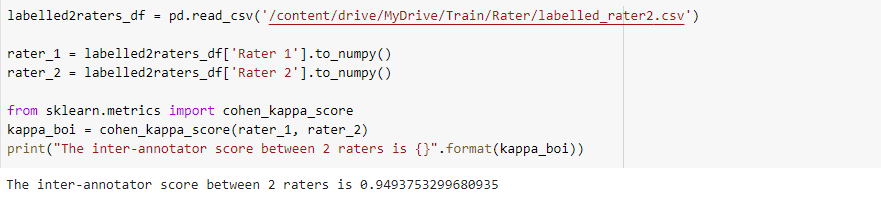 labelled2raters_df = pd.read_csv('/content/drive/MyDrive/Train/Rater/labelled_rater2.csv')
rater_1 = labelled2raters_df['Rater 1'].to_numpy()
rater_2 = labelled2raters_df['Rater 2'].to_numpy()
from sklearn.metrics import cohen_kappa_score
kappa_boi = cohen_kappa_score(rater_1, rater_2)
print("The inter-annotator score between 2 raters is {}".format(kappa_boi))
The inter-annotator score between 2 raters is 0.9493753299680935